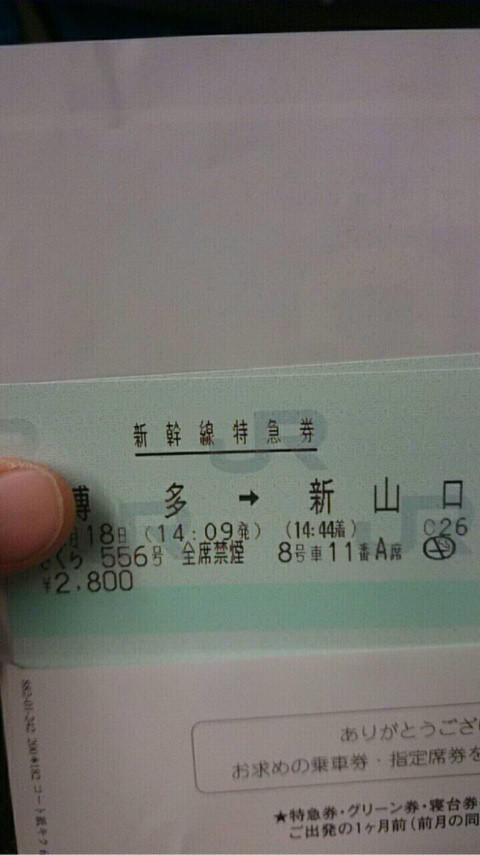 新幹線特急券
博多➡新山口
月18日(14:09発) (14:44着) C26
さくら 556号 全席禁煙 8号車11番A席
¥2,800
ありがとうござい
お求めの乗車券・指定席券を
★特急券・グリーン券・寝台券
ご出発の1ヶ月前(前月の同